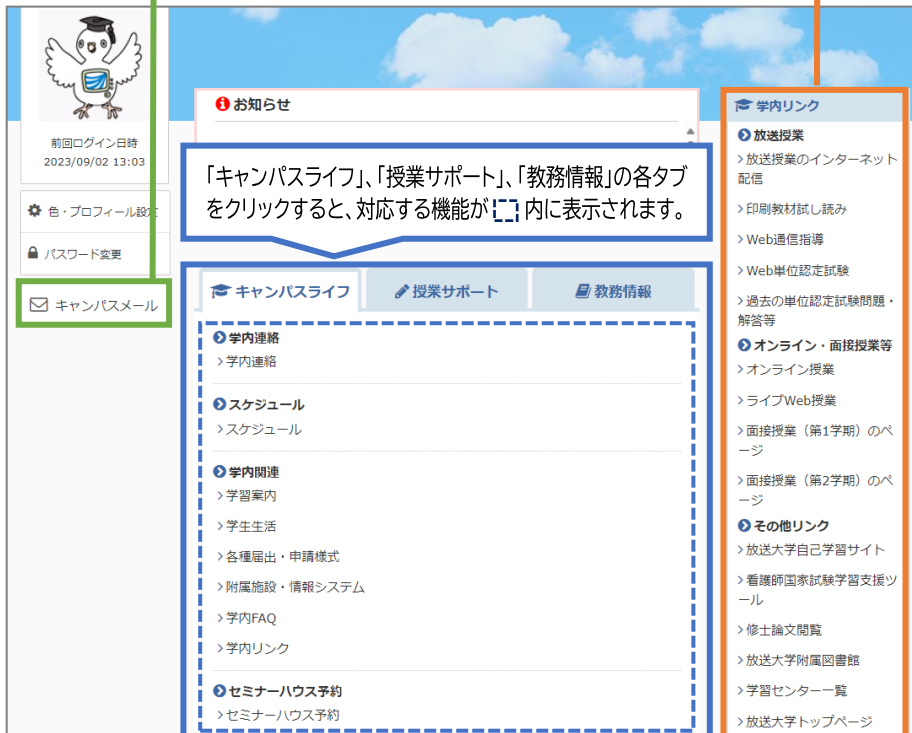 前回ログイン日時
2023/09/02 13:03
色・プロフィール設定
パスワード変更
キャンパスメール
お知らせ
「キャンパスライフ」、「授業サポート」、「教務情報」の各タブ
をクリックすると、対応する機能が 内に表示されます。
キャンパスライフ
授業サポート
教務情報
学内連絡
学内連絡
スケジュール
スケジュール
学内関連
学習案内
学生生活
各種届出・申請様式
附属施設・情報システム
学内FAQ
学内リンク
セミナーハウス予約
セミナーハウス予約
学内リンク
放送授業
放送授業のインターネット
配信
印刷教材試し読み
Web通信指導
Web単位認定試験
過去の単位認定試験問題・
解答等
オンライン・面接授業等
オンライン授業
ライブWeb授業
面接授業（第1学期）のペ
ージ
面接授業（第2学期）のペ
ージ
その他リンク
放送大学自己学習サイト
看護師国家試験学習支援ツ
ール
修士論文閲覧
放送大学附属図書館
学習センター一覧
放送大学トップページ